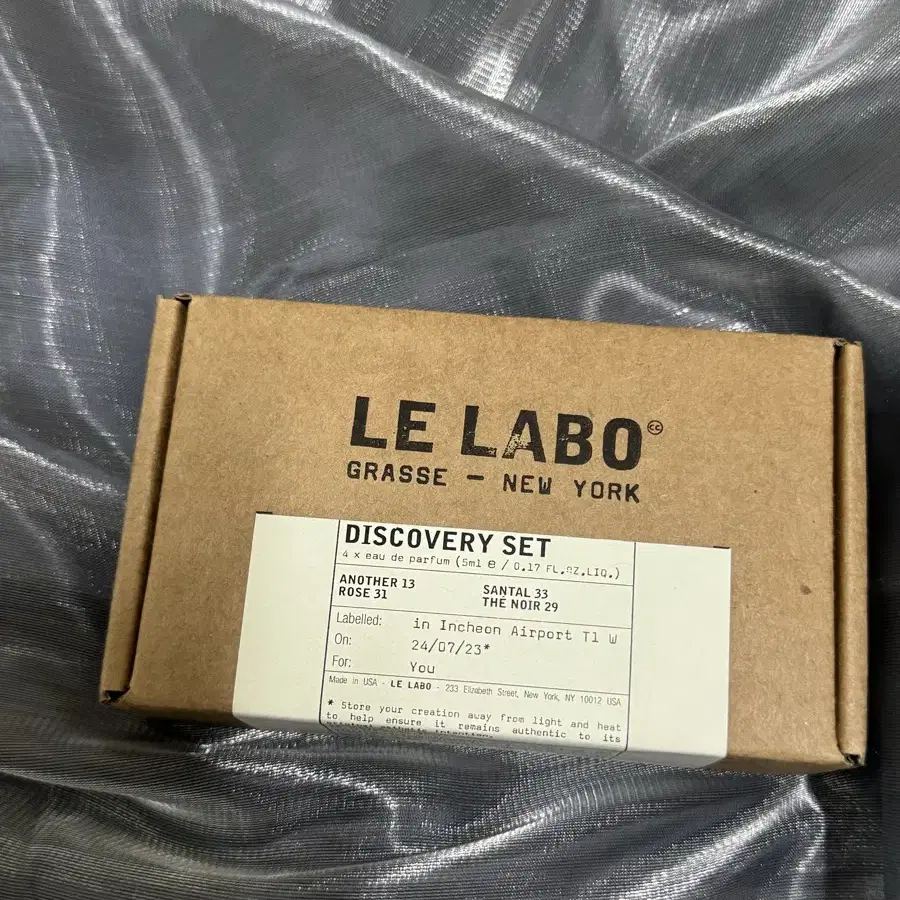 LE LABO
GRASSE - NEW YORK
DISCOVERY SET
4 x eau de parfum (5ml e / 0.17 FL.OZ.LIQ.)
ANOTHER 13 SANTAL 33
ROSE 31 THÉ NOIR 29
Labelled: in Incheon Airport T1 W
On: 24/07/23*
For: You
Made in USA - LE LABO - 233 Elizabeth Street, New York, NY 10012 USA
* Store your creation away from light and heat
to help ensure it remains authentic to its